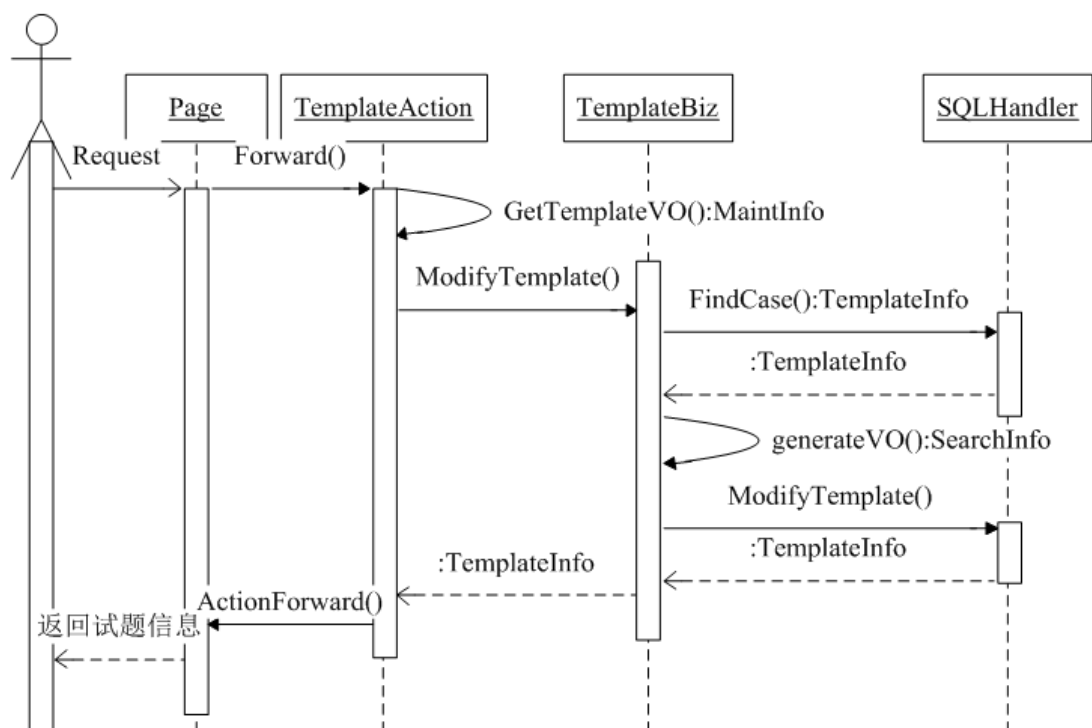 Page
TemplateAction
TemplateBiz
SQLHandler
Request
Forward()
GetTemplateVO():MaintInfo
ModifyTemplate()
FindCase():TemplateInfo
:TemplateInfo
generateVO():SearchInfo
ModifyTemplate()
:TemplateInfo
:TemplateInfo
ActionForward()
返回试题信息